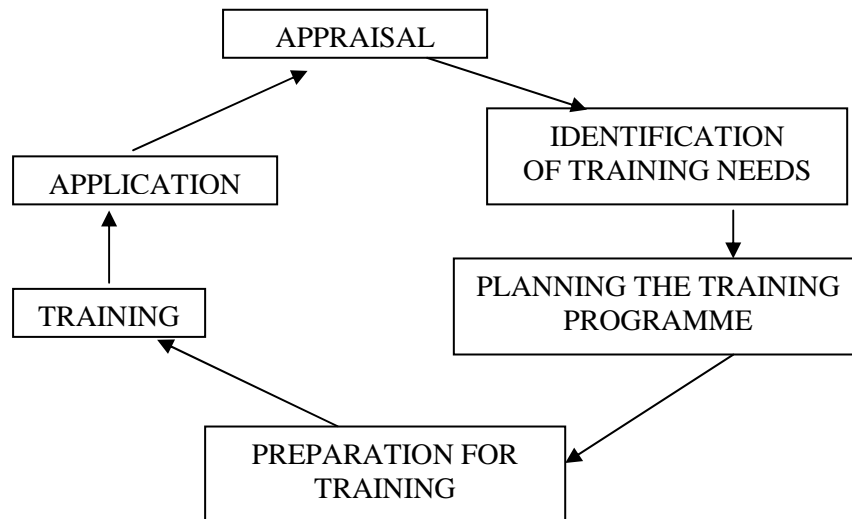 APPRAISAL
IDENTIFICATION
OF TRAINING NEEDS
PLANNING THE TRAINING
PROGRAMME
PREPARATION FOR
TRAINING
TRAINING
APPLICATION